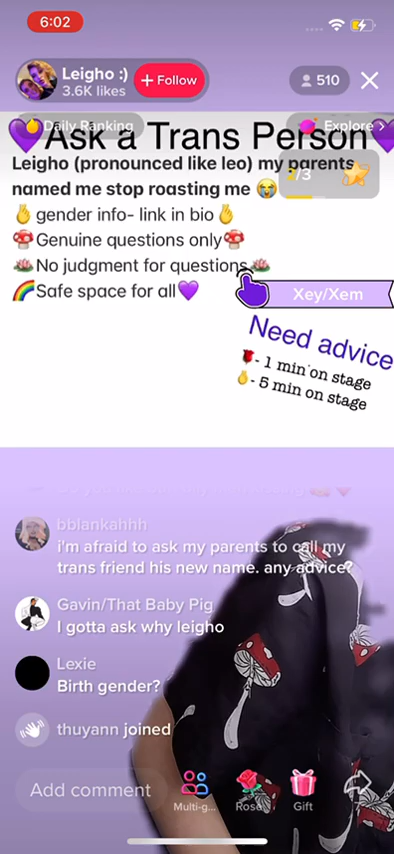 6:02
Leigho :)
3.6K likes
+ Follow
510
Daily Ranking
Explore >
💜Ask a Trans Person💜
Leigho (pronounced like leo) my parents
named me stop roasting me 😭
/3
🫰gender info- link in bio🫰
🍄Genuine questions only🍄
🪷No judgment for questions🪷
🌈Safe space for all💜
Xey/Xem
Need advice
🌹- 1 min on stage
🫰- 5 min on stage
bblankahhh
i'm afraid to ask my parents to call my
trans friend his new name. any advice?
Gavin/That Baby Pig
I gotta ask why leigho
Lexie
Birth gender?
thuyann joined
Add comment
Multi-g...
Rose
Gift